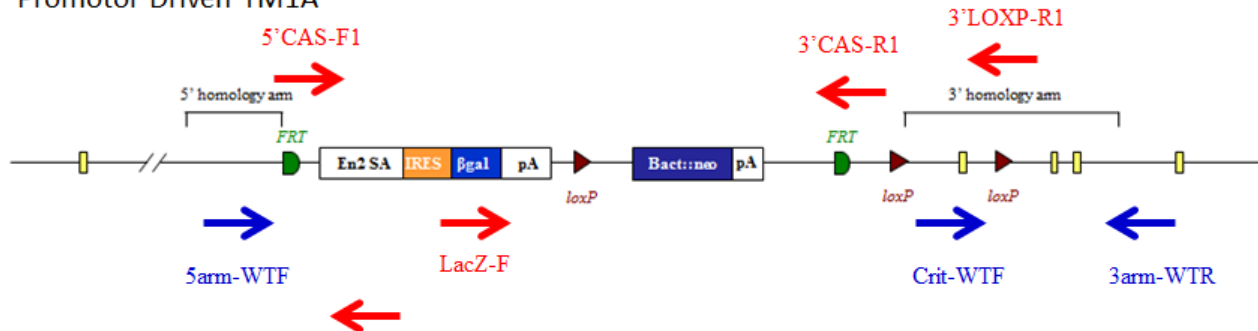 Promotor Driven TM1A
5'CAS-F1
3'CAS-R1
3'LOXP-R1
5' homology arm
3' homology arm
FRT
FRT
En2 SA IRES βgal pA
Bact::neo pA
loxP
loxP
loxP
5arm-WTF
LacZ-F
Crit-WTF
3arm-WTR